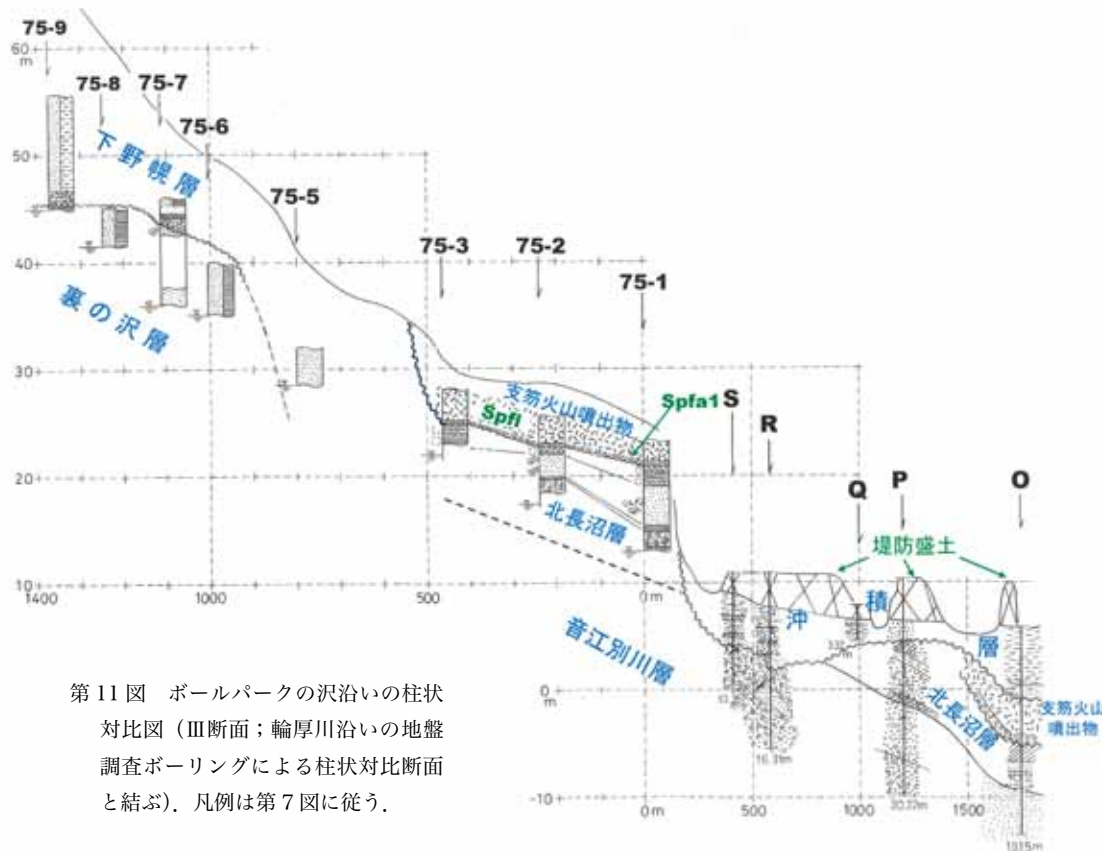 75-9
60
m
75-8
75-7
75-6
下野幌層
50
75-5
75-3
75-2
75-1
40
裏の沢層
30
支笏火山噴出物
Spfl
Spfa1
S
R
20
北長沼層
Q
P
O
堤防盛土
10
1400
1000
500
0m
沖積層
音江別川層
0
m
北長沼層
支笏火山
噴出物
16.31m
30.32m
-10
0m
500
1000
1500
第11図 ボールパークの沢沿いの柱状
対比図（Ⅲ断面；輪厚川沿いの地盤
調査ボーリングによる柱状対比断面
と結ぶ）．凡例は第7図に従う．